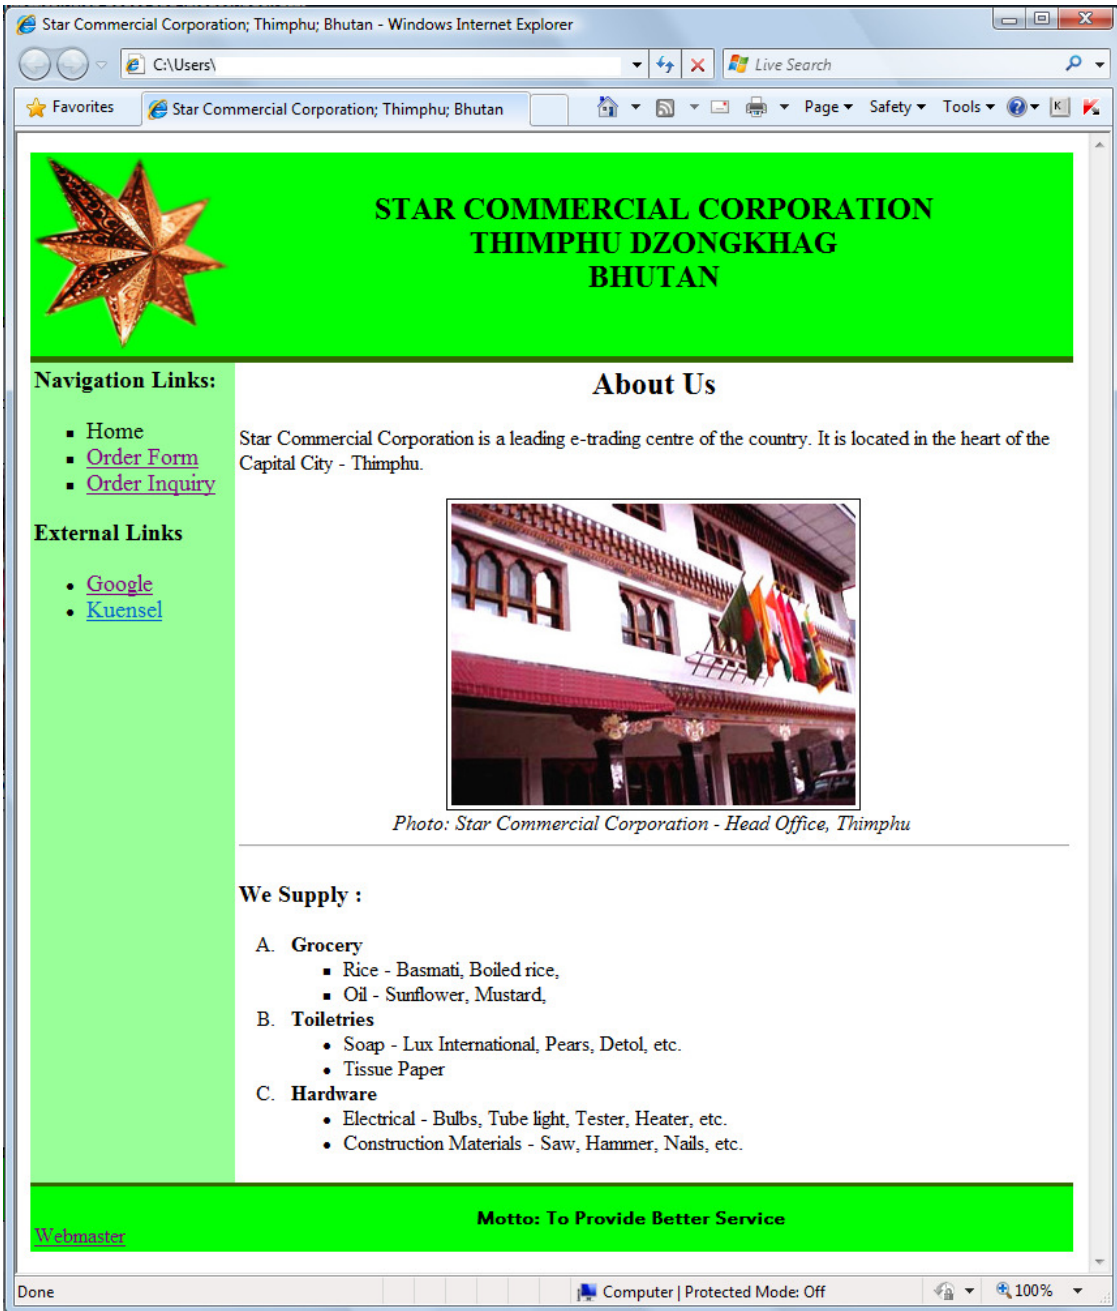 Star Commercial Corporation; Thimphu; Bhutan - Windows Internet Explorer
C:\Users\
Live Search
Favorites
Star Commercial Corporation; Thimphu; Bhutan
Page
Safety
Tools
K
STAR COMMERCIAL CORPORATION
THIMPHU DZONGKHAG
BHUTAN
Navigation Links:
Home
Order Form
Order Inquiry
External Links
Google
Kuensel
About Us
Star Commercial Corporation is a leading e-trading centre of the country. It is located in the heart of the
Capital City - Thimphu.
Photo: Star Commercial Corporation - Head Office, Thimphu
We Supply :
A. Grocery
Rice - Basmati, Boiled rice,
Oil - Sunflower, Mustard,
B. Toiletries
Soap - Lux International, Pears, Detol, etc.
Tissue Paper
C. Hardware
Electrical - Bulbs, Tube light, Tester, Heater, etc.
Construction Materials - Saw, Hammer, Nails, etc.
Motto: To Provide Better Service
Webmaster
Done
Computer | Protected Mode: Off
100%